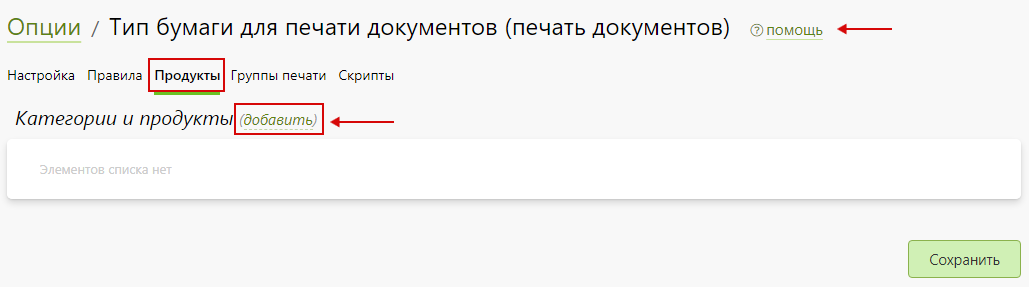 Опции / Тип бумаги для печати документов (печать документов) ? помощь
Настройка Правила Продукты Группы печати Скрипты
Категории и продукты (добавить)
Элементов списка нет
Сохранить